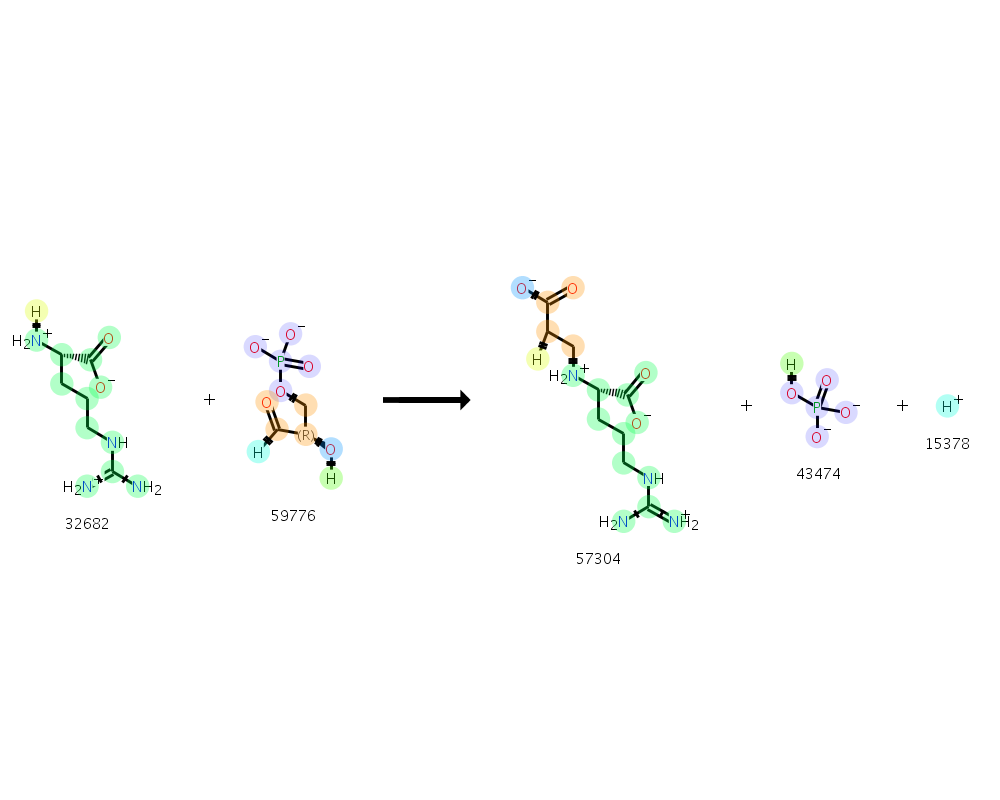 H
H2N+
O
O−
NH
H2N
NH2
32682
+
O−
O−
P
O
O
O
(R)
H
O
H
59776
O−
O
H
H2N+
O
O−
NH
H2N
NH2+
57304
+
H
O
O
P
O−
O−
43474
+
H+
15378